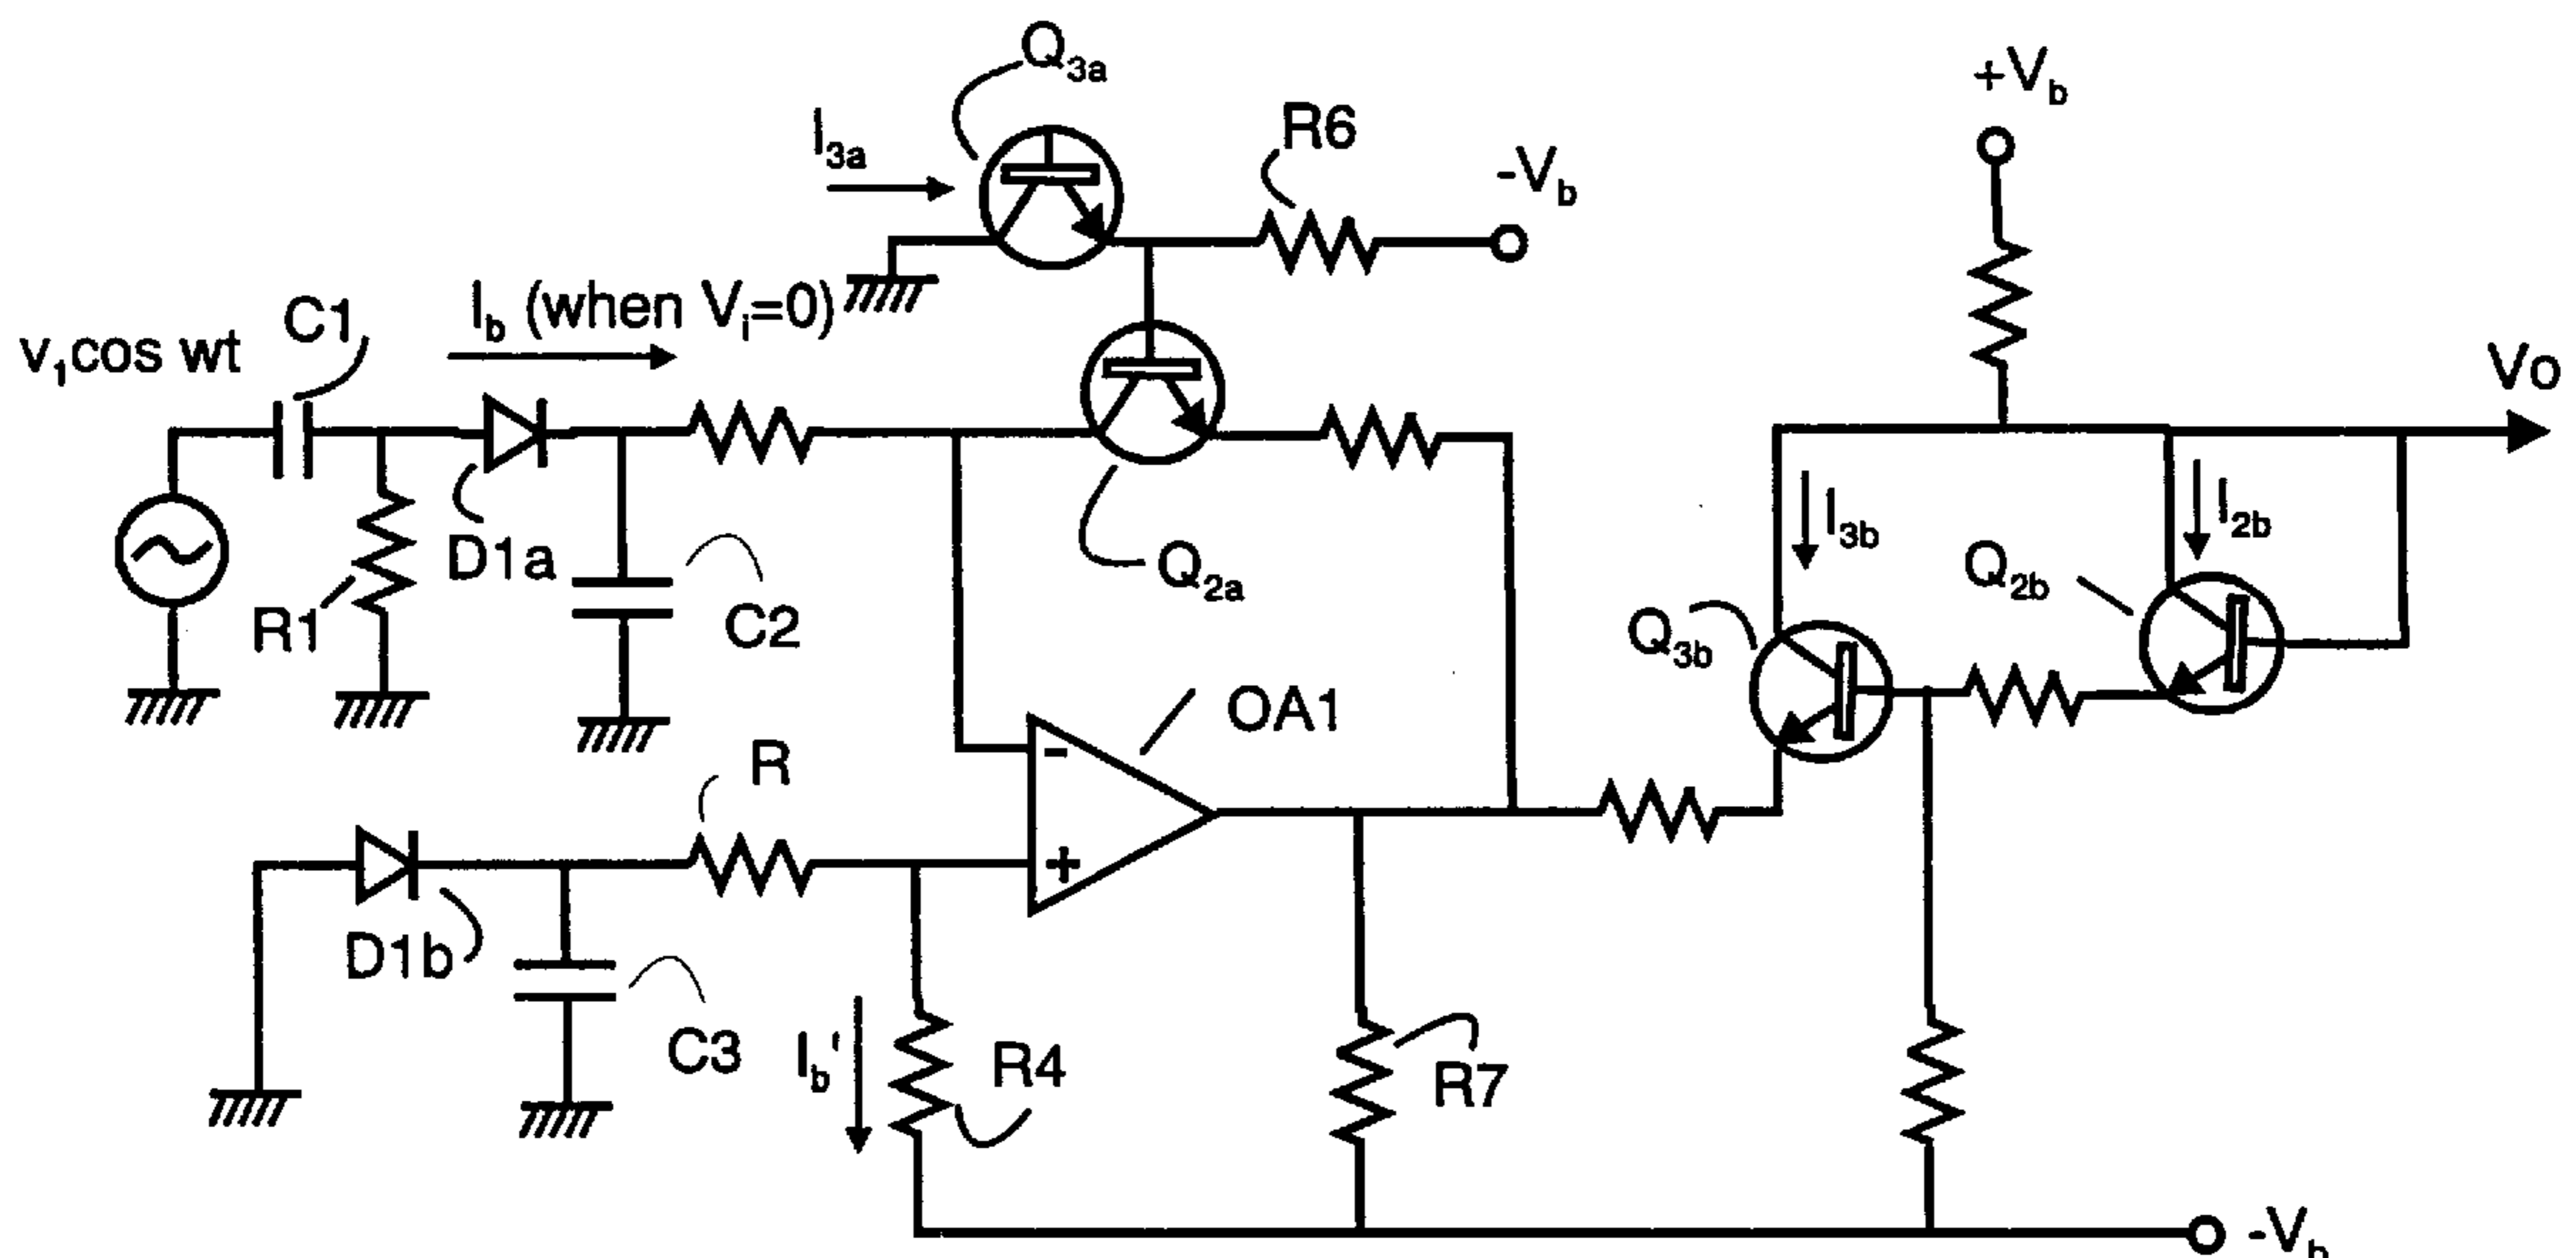 Q3a
I3a
R6
-Vb
+Vb
Ib (when Vi=0)
C1
v1cos wt
Vo
D1a
R1
C2
Q2a
I3b
I2b
Q2b
Q3b
OA1
-
+
R
D1b
C3
Ib'
R4
R7
-Vb